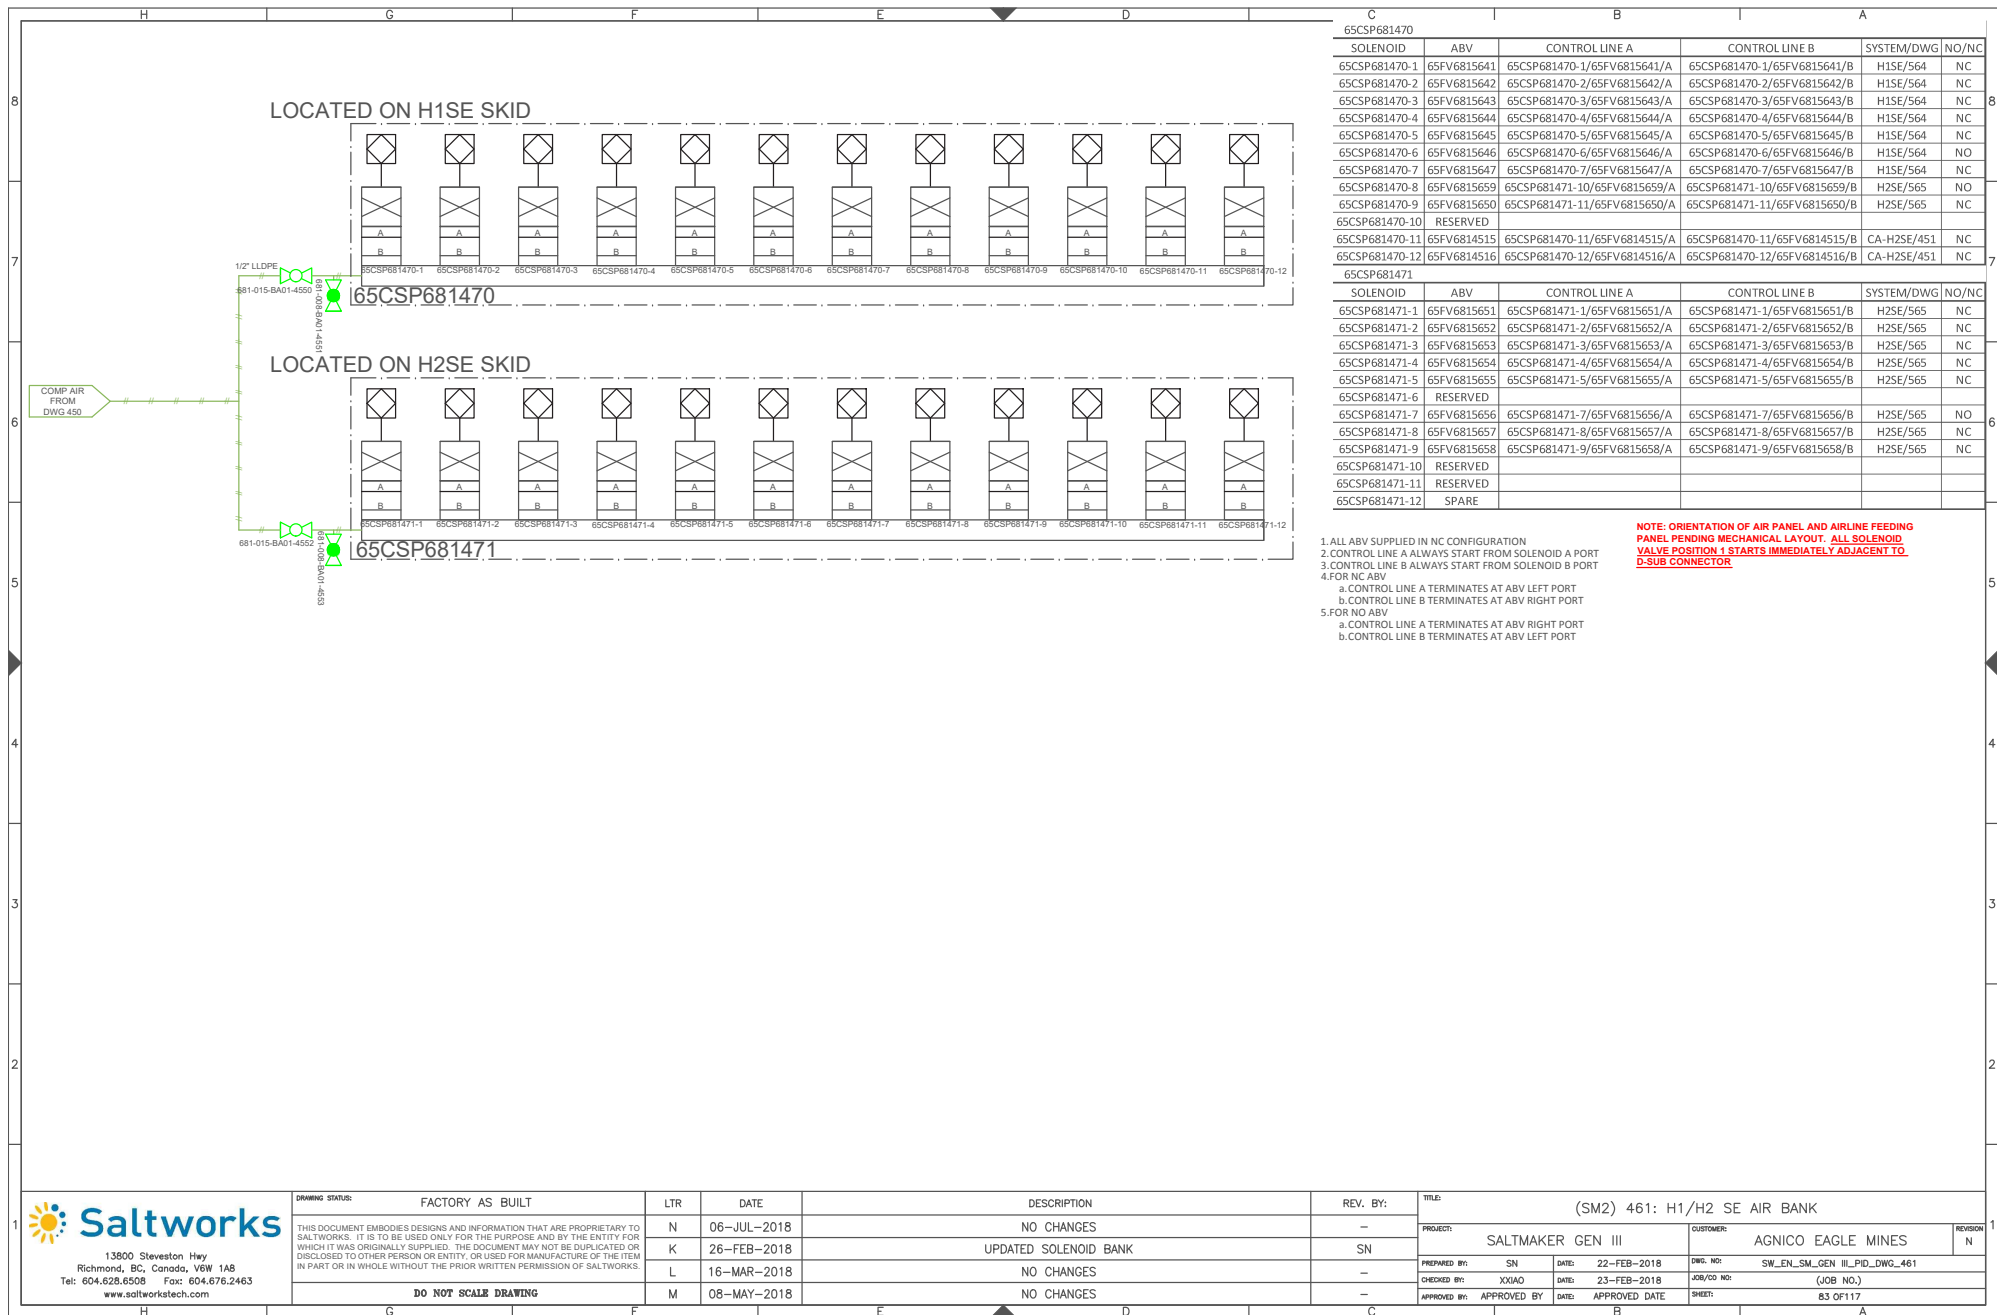 H G F E D C B A
8
7
6
5
4
3
2
1
LOCATED ON H1SE SKID
A A A A A A A A A A A A
B B B B B B B B B B B B
65CSP681470-1 65CSP681470-2 65CSP681470-3 65CSP681470-4 65CSP681470-5 65CSP681470-6 65CSP681470-7 65CSP681470-8 65CSP681470-9 65CSP681470-10 65CSP681470-11 65CSP681470-12
1/2" LLDPE
681-015-BA01-4550
681-008-BA01-4551
65CSP681470
LOCATED ON H2SE SKID
COMP AIR
FROM
DWG 450
A A A A A A A A A A A A
B B B B B B B B B B B B
65CSP681471-1 65CSP681471-2 65CSP681471-3 65CSP681471-4 65CSP681471-5 65CSP681471-6 65CSP681471-7 65CSP681471-8 65CSP681471-9 65CSP681471-10 65CSP681471-11 65CSP681471-12
681-015-BA01-4552
681-008-BA01-4553
65CSP681471
65CSP681470
SOLENOID ABV CONTROL LINE A CONTROL LINE B SYSTEM/DWG NO/NC
65CSP681470-1 65FV6815641 65CSP681470-1/65FV6815641/A 65CSP681470-1/65FV6815641/B H1SE/564 NC
65CSP681470-2 65FV6815642 65CSP681470-2/65FV6815642/A 65CSP681470-2/65FV6815642/B H1SE/564 NC
65CSP681470-3 65FV6815643 65CSP681470-3/65FV6815643/A 65CSP681470-3/65FV6815643/B H1SE/564 NC
65CSP681470-4 65FV6815644 65CSP681470-4/65FV6815644/A 65CSP681470-4/65FV6815644/B H1SE/564 NC
65CSP681470-5 65FV6815645 65CSP681470-5/65FV6815645/A 65CSP681470-5/65FV6815645/B H1SE/564 NC
65CSP681470-6 65FV6815646 65CSP681470-6/65FV6815646/A 65CSP681470-6/65FV6815646/B H1SE/564 NO
65CSP681470-7 65FV6815647 65CSP681470-7/65FV6815647/A 65CSP681470-7/65FV6815647/B H1SE/564 NC
65CSP681470-8 65FV6815659 65CSP681471-10/65FV6815659/A 65CSP681471-10/65FV6815659/B H2SE/565 NO
65CSP681470-9 65FV6815650 65CSP681471-11/65FV6815650/A 65CSP681471-11/65FV6815650/B H2SE/565 NC
65CSP681470-10 RESERVED
65CSP681470-11 65FV6814515 65CSP681470-11/65FV6814515/A 65CSP681470-11/65FV6814515/B CA-H2SE/451 NC
65CSP681470-12 65FV6814516 65CSP681470-12/65FV6814516/A 65CSP681470-12/65FV6814516/B CA-H2SE/451 NC
65CSP681471
SOLENOID ABV CONTROL LINE A CONTROL LINE B SYSTEM/DWG NO/NC
65CSP681471-1 65FV6815651 65CSP681471-1/65FV6815651/A 65CSP681471-1/65FV6815651/B H2SE/565 NC
65CSP681471-2 65FV6815652 65CSP681471-2/65FV6815652/A 65CSP681471-2/65FV6815652/B H2SE/565 NC
65CSP681471-3 65FV6815653 65CSP681471-3/65FV6815653/A 65CSP681471-3/65FV6815653/B H2SE/565 NC
65CSP681471-4 65FV6815654 65CSP681471-4/65FV6815654/A 65CSP681471-4/65FV6815654/B H2SE/565 NC
65CSP681471-5 65FV6815655 65CSP681471-5/65FV6815655/A 65CSP681471-5/65FV6815655/B H2SE/565 NC
65CSP681471-6 RESERVED
65CSP681471-7 65FV6815656 65CSP681471-7/65FV6815656/A 65CSP681471-7/65FV6815656/B H2SE/565 NO
65CSP681471-8 65FV6815657 65CSP681471-8/65FV6815657/A 65CSP681471-8/65FV6815657/B H2SE/565 NC
65CSP681471-9 65FV6815658 65CSP681471-9/65FV6815658/A 65CSP681471-9/65FV6815658/B H2SE/565 NC
65CSP681471-10 RESERVED
65CSP681471-11 RESERVED
65CSP681471-12 SPARE
1.ALL ABV SUPPLIED IN NC CONFIGURATION
2.CONTROL LINE A ALWAYS START FROM SOLENOID A PORT
3.CONTROL LINE B ALWAYS START FROM SOLENOID B PORT
4.FOR NC ABV
a.CONTROL LINE A TERMINATES AT ABV LEFT PORT
b.CONTROL LINE B TERMINATES AT ABV RIGHT PORT
5.FOR NO ABV
a.CONTROL LINE A TERMINATES AT ABV RIGHT PORT
b.CONTROL LINE B TERMINATES AT ABV LEFT PORT
NOTE: ORIENTATION OF AIR PANEL AND AIRLINE FEEDING
PANEL PENDING MECHANICAL LAYOUT. ALL SOLENOID
VALVE POSITION 1 STARTS IMMEDIATELY ADJACENT TO
D-SUB CONNECTOR
8
7
6
5
4
3
2
1
Saltworks
13800 Steveston Hwy
Richmond, BC, Canada, V6W 1A8
Tel: 604.628.6508 Fax: 604.676.2463
www.saltworkstech.com
DRAWING STATUS: FACTORY AS BUILT
THIS DOCUMENT EMBODIES DESIGNS AND INFORMATION THAT ARE PROPRIETARY TO
SALTWORKS. IT IS TO BE USED ONLY FOR THE PURPOSE AND BY THE ENTITY FOR
WHICH IT WAS ORIGINALLY SUPPLIED. THE DOCUMENT MAY NOT BE DUPLICATED OR
DISCLOSED TO OTHER PERSON OR ENTITY, OR USED FOR MANUFACTURE OF THE ITEM
IN PART OR IN WHOLE WITHOUT THE PRIOR WRITTEN PERMISSION OF SALTWORKS.
DO NOT SCALE DRAWING
LTR DATE DESCRIPTION REV. BY:
N 06-JUL-2018 NO CHANGES -
K 26-FEB-2018 UPDATED SOLENOID BANK SN
L 16-MAR-2018 NO CHANGES -
M 08-MAY-2018 NO CHANGES -
TITLE: (SM2) 461: H1/H2 SE AIR BANK
PROJECT: SALTMAKER GEN III CUSTOMER: AGNICO EAGLE MINES REVISION N
PREPARED BY: SN DATE: 22-FEB-2018 DWG. NO: SW_EN_SM_GEN III_PID_DWG_461
CHECKED BY: XXIAO DATE: 23-FEB-2018 JOB/CO NO: (JOB NO.)
APPROVED BY: APPROVED BY DATE: APPROVED DATE SHEET: 83 OF117
H G F E D C B A